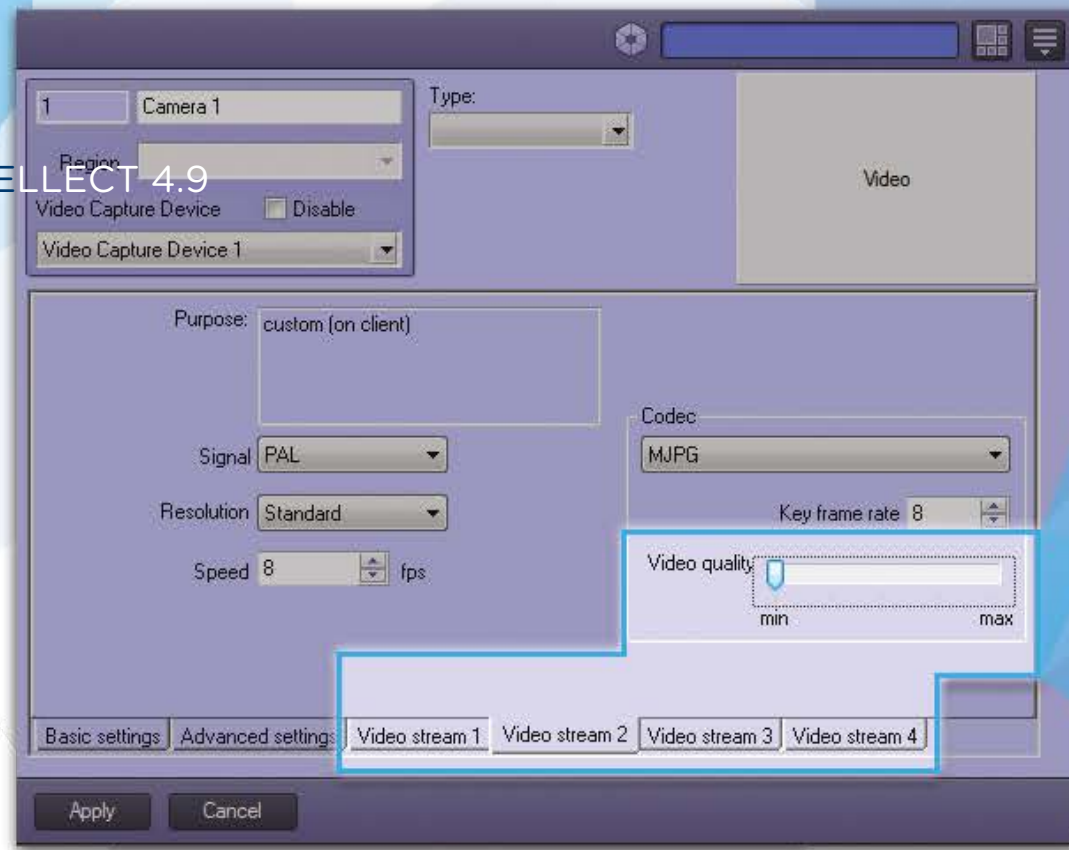 1 Camera 1
Type:
Region
ELLECT 4.9
Video
Video Capture Device Disable
Video Capture Device 1
Purpose: custom (on client)
Codec
Signal PAL
MJPG
Resolution Standard
Key frame rate 8
Speed 8 fps
Video quality
min max
Basic settings Advanced settings Video stream 1 Video stream 2 Video stream 3 Video stream 4
Apply Cancel